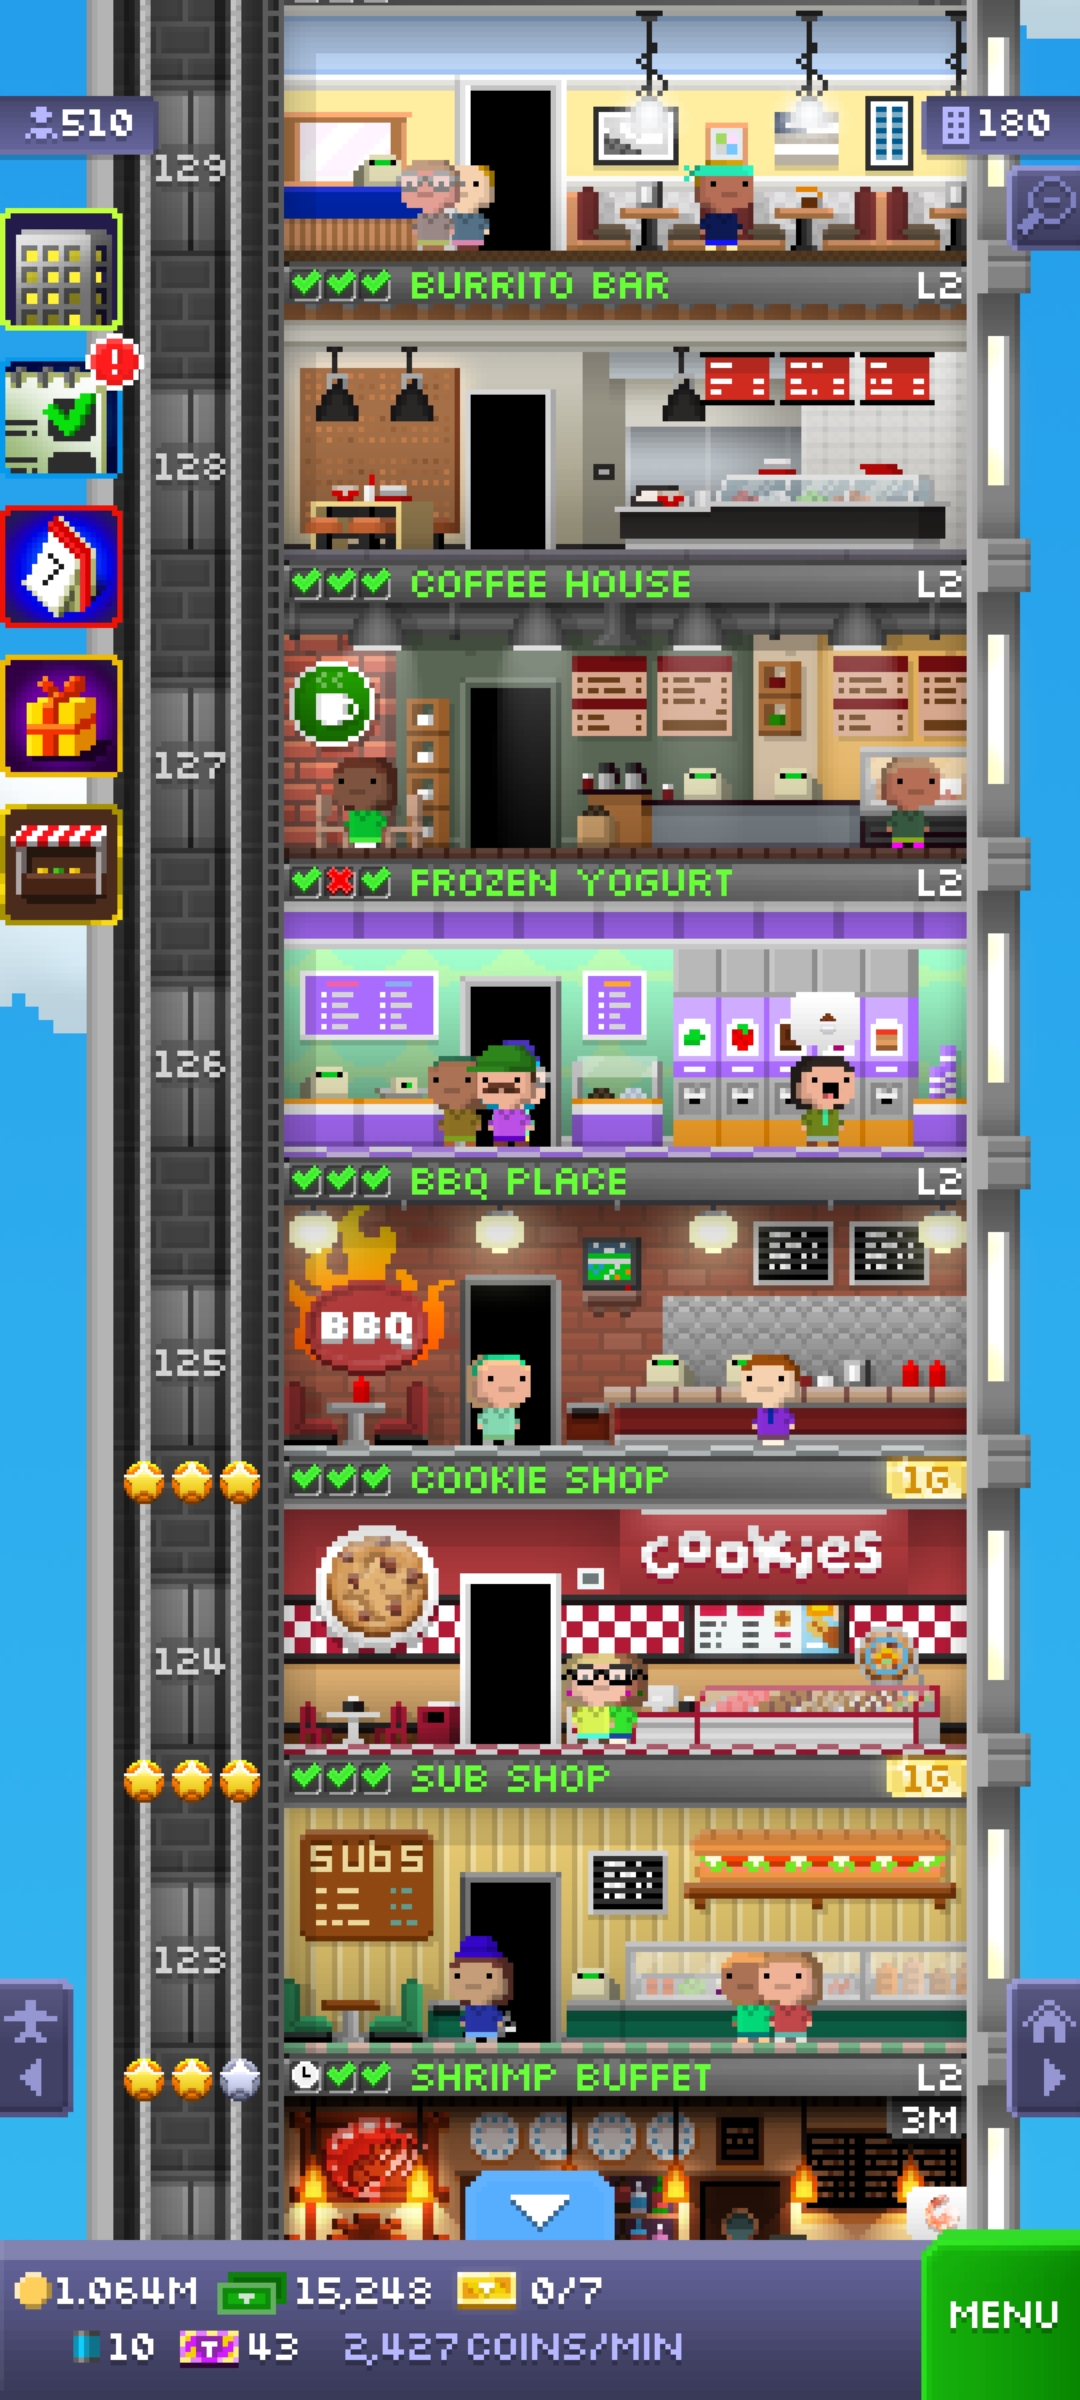 510
180
129
BURRITO BAR L2
128
COFFEE HOUSE L2
127
FROZEN YOGURT L2
126
BBQ PLACE L2
BBQ
125
COOKIE SHOP 1G
cookies
124
SUB SHOP 1G
subs
123
SHRIMP BUFFET L2
3M
1.064M 15,248 0/7
10 43 2,427 COINS/MIN
MENU